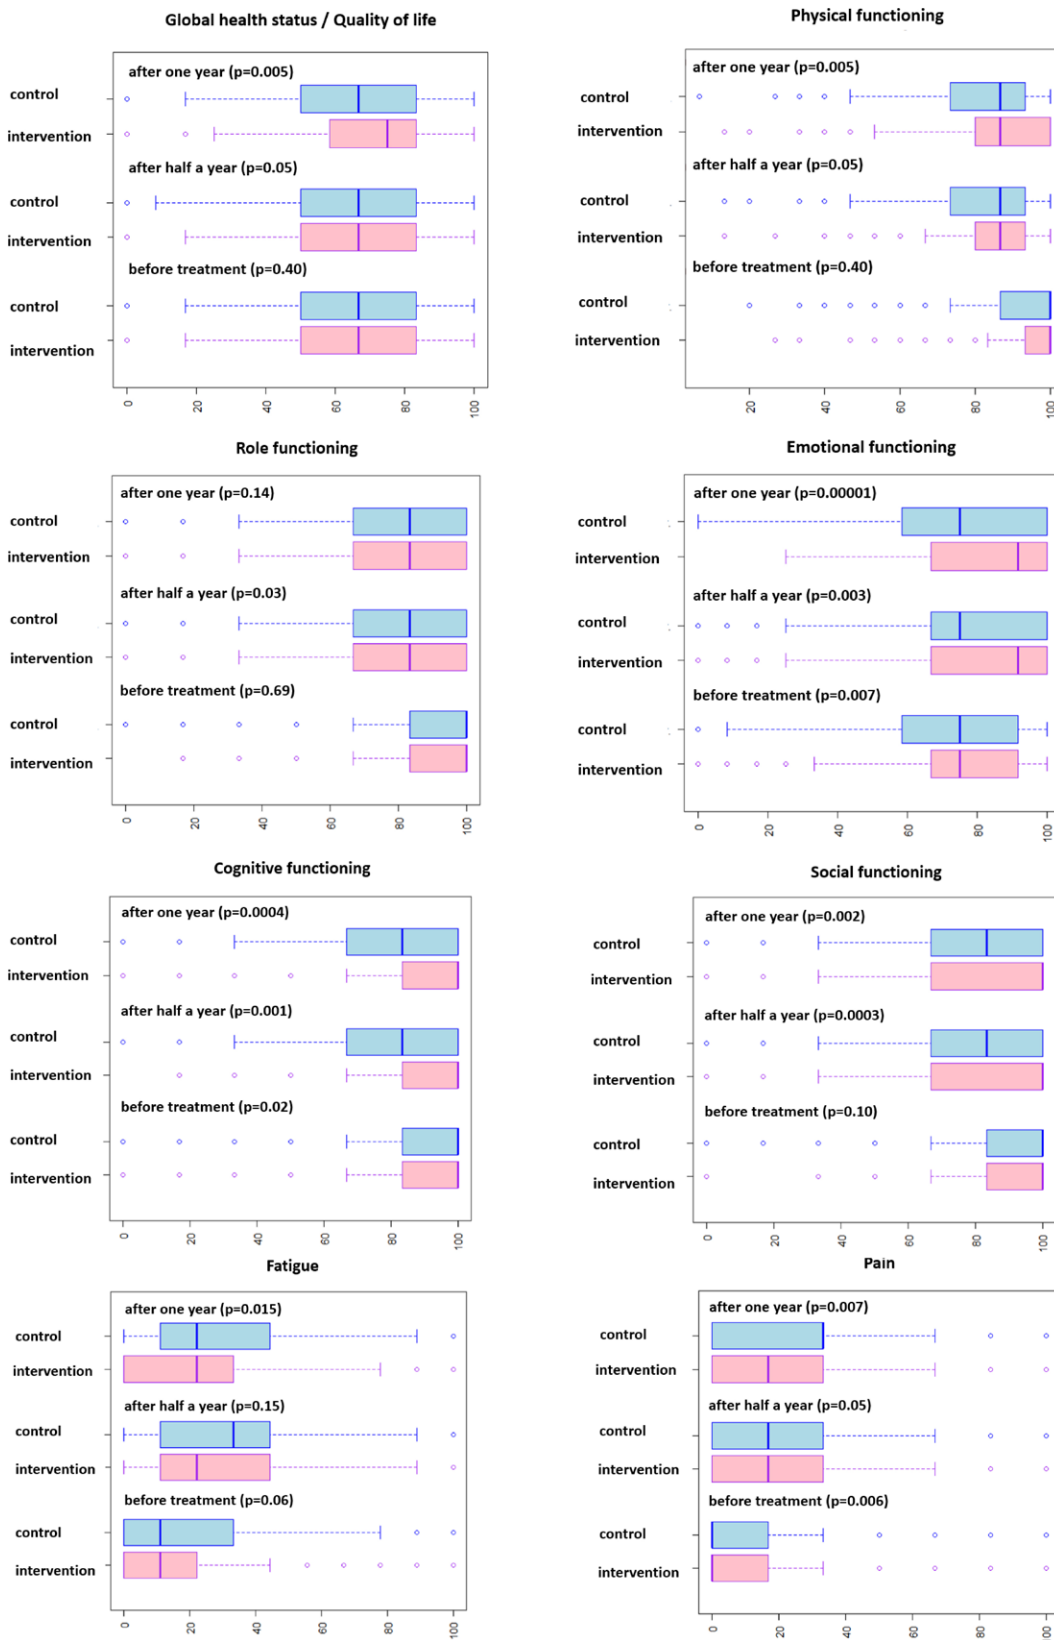 Global health status / Quality of life
after one year (p=0.005)
control
intervention
after half a year (p=0.05)
control
intervention
before treatment (p=0.40)
control
intervention
0 20 40 60 80 100
Physical functioning
after one year (p=0.005)
control
intervention
after half a year (p=0.05)
control
intervention
before treatment (p=0.40)
control
intervention
20 40 60 80 100
Role functioning
after one year (p=0.14)
control
intervention
after half a year (p=0.03)
control
intervention
before treatment (p=0.69)
control
intervention
0 20 40 60 80 100
Emotional functioning
after one year (p=0.00001)
control
intervention
after half a year (p=0.003)
control
intervention
before treatment (p=0.007)
control
intervention
0 20 40 60 80 100
Cognitive functioning
after one year (p=0.0004)
control
intervention
after half a year (p=0.001)
control
intervention
before treatment (p=0.02)
control
intervention
0 20 40 60 80 100
Social functioning
after one year (p=0.002)
control
intervention
after half a year (p=0.0003)
control
intervention
before treatment (p=0.10)
control
intervention
0 20 40 60 80 100
Fatigue
after one year (p=0.015)
control
intervention
after half a year (p=0.15)
control
intervention
before treatment (p=0.06)
control
intervention
0 20 40 60 80 100
Pain
after one year (p=0.007)
control
intervention
after half a year (p=0.05)
control
intervention
before treatment (p=0.006)
control
intervention
0 20 40 60 80 100